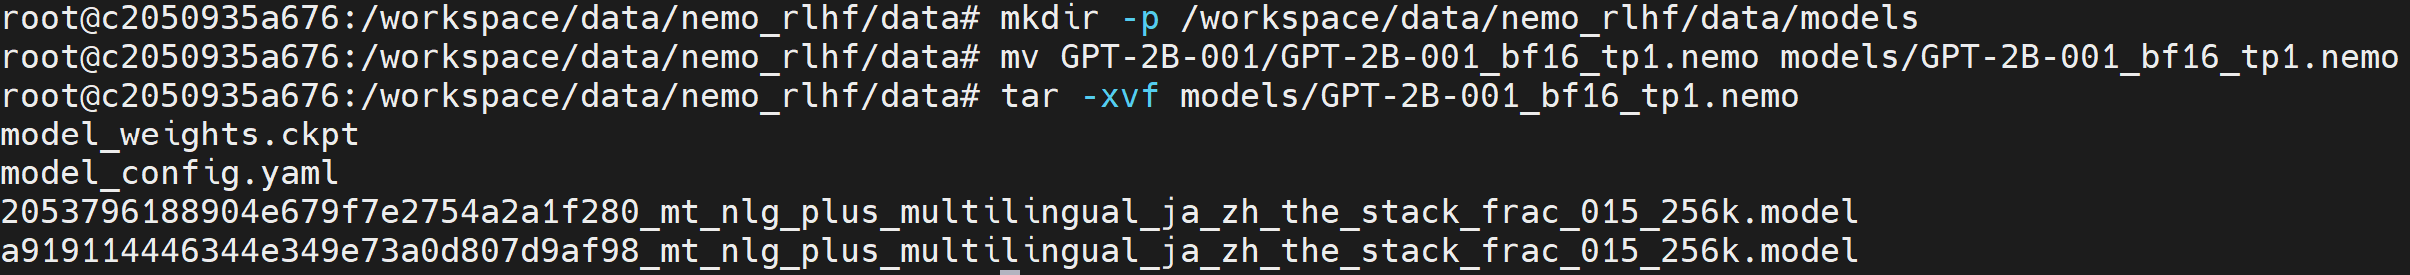 root@c2050935a676:/workspace/data/nemo_rlhf/data# mkdir -p /workspace/data/nemo_rlhf/data/models
root@c2050935a676:/workspace/data/nemo_rlhf/data# mv GPT-2B-001/GPT-2B-001_bf16_tp1.nemo models/GPT-2B-001_bf16_tp1.nemo
root@c2050935a676:/workspace/data/nemo_rlhf/data# tar -xvf models/GPT-2B-001_bf16_tp1.nemo
model_weights.ckpt
model_config.yaml
2053796188904e679f7e2754a2a1f280_mt_nlg_plus_multilingual_ja_zh_the_stack_frac_015_256k.model
a919114446344e349e73a0d807d9af98_mt_nlg_plus_multilingual_ja_zh_the_stack_frac_015_256k.model